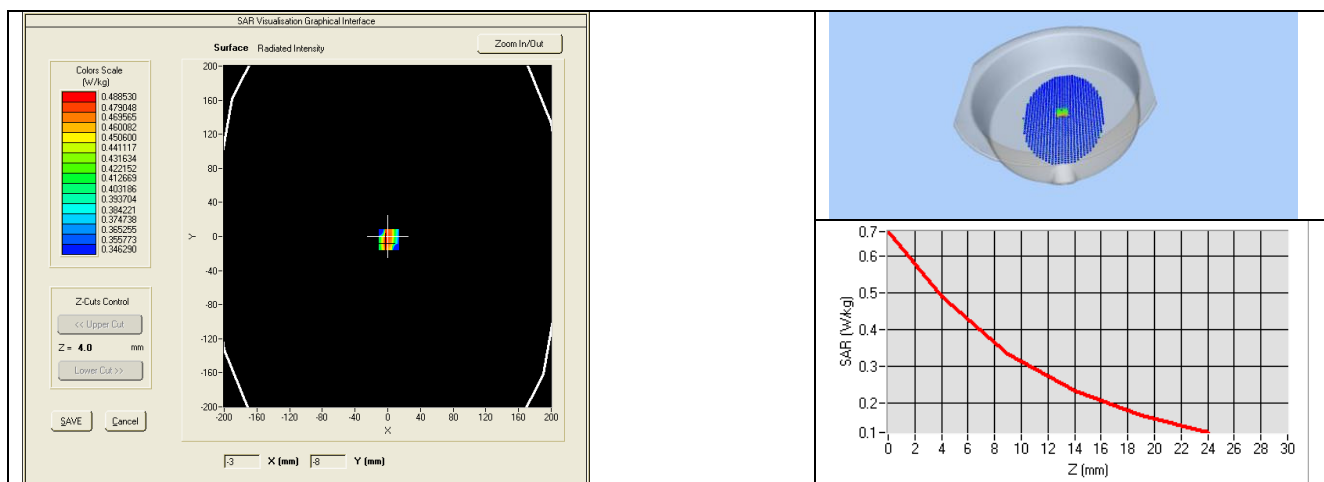 SAR Visualisation Graphical Interface
Surface Radiated Intensity
Zoom In/Out
Colors Scale
(W/kg)
0.488530
0.479048
0.469565
0.460082
0.450600
0.441117
0.431634
0.422152
0.412669
0.403186
0.393704
0.384221
0.374738
0.365255
0.355773
0.346290
Z-Cuts Control
<< Upper Cut
Z = 4.0 mm
Lower Cut >>
SAVE Cancel
200
160
120
80
40
0
-40
-80
-120
-160
-200
Y
-200 -160 -120 -80 -40 0 40 80 120 160 200
X
-3 X (mm) -8 Y (mm)
0.7
0.6
0.5
0.4
0.3
0.2
0.1
SAR (W/kg)
0 2 4 6 8 10 12 14 16 18 20 22 24 26 28 30
Z (mm)